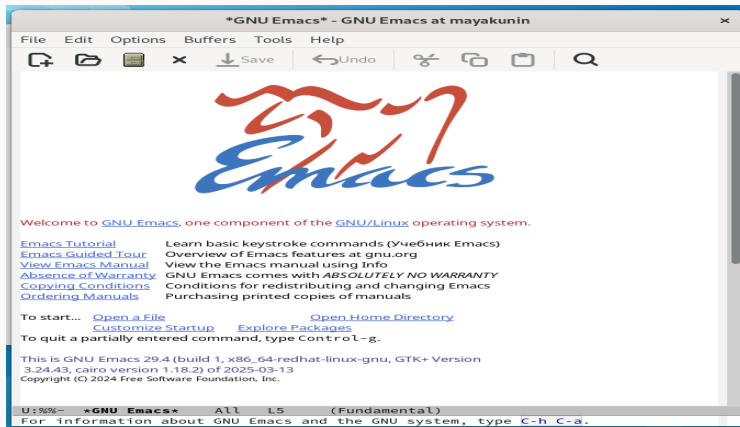 *GNU Emacs* - GNU Emacs at mayakunin
File Edit Options Buffers Tools Help
Save Undo
Emacs
Welcome to GNU Emacs, one component of the GNU/Linux operating system.
Emacs Tutorial Learn basic keystroke commands (Учебник Emacs)
Emacs Guided Tour Overview of Emacs features at gnu.org
View Emacs Manual View the Emacs manual using Info
Absence of Warranty GNU Emacs comes with ABSOLUTELY NO WARRANTY
Copying Conditions Conditions for redistributing and changing Emacs
Ordering Manuals Purchasing printed copies of manuals
To start... Open a File Open Home Directory
Customize Startup Explore Packages
To quit a partially entered command, type Control-g.
This is GNU Emacs 29.4 (build 1, x86_64-redhat-linux-gnu, GTK+ Version
3.24.43, cairo version 1.18.2) of 2025-03-13
Copyright (C) 2024 Free Software Foundation, Inc.
U:%%- *GNU Emacs* All L5 (Fundamental)
For information about GNU Emacs and the GNU system, type C-h C-a.